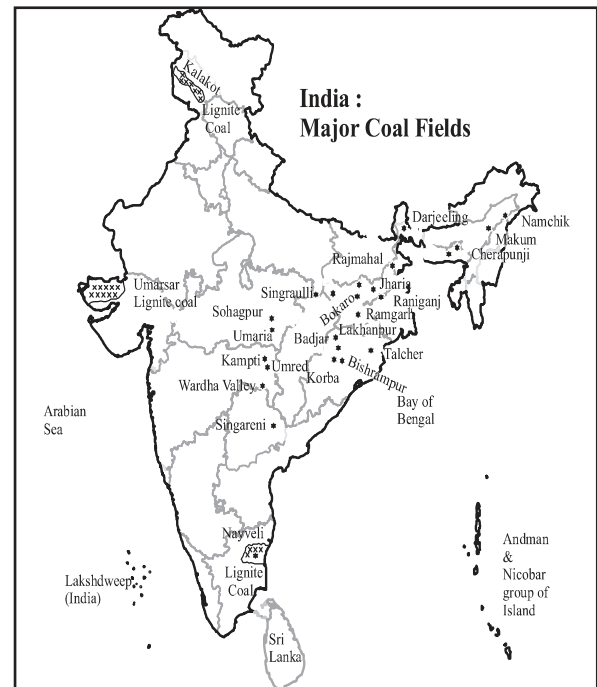 India :
Major Coal Fields
Kalakot
Lignite
Coal
Darjeeling
Namchik
Makum
Cherapunji
Rajmahal
Umarsar
Lignite coal
Singraulli
Jharia
Bokaro
Raniganj
Sohagpur
Ramgarh
Umaria
Badjar
Lakhanpur
Talcher
Kampti
Umred
Korba
Bishrampur
Wardha Valley
Bay of
Bengal
Arabian
Sea
Singareni
Nayveli
Lignite
Coal
Andman
&
Nicobar
group of
Island
Lakshdweep
(India)
Sri
Lanka